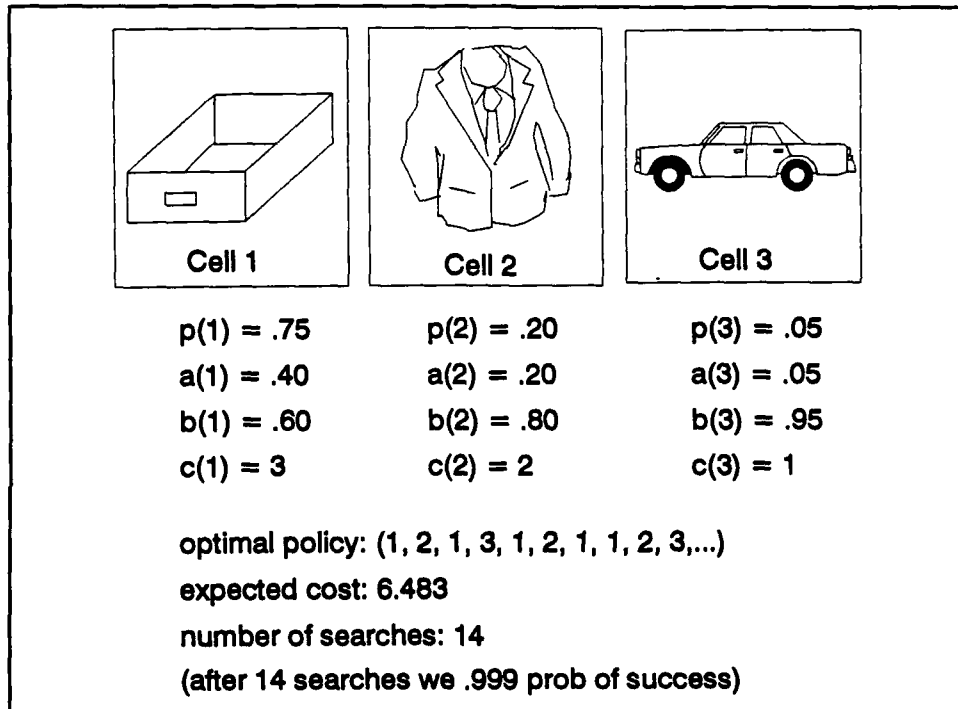 Cell 1 Cell 2 Cell 3
p(1) = .75 p(2) = .20 p(3) = .05
a(1) = .40 a(2) = .20 a(3) = .05
b(1) = .60 b(2) = .80 b(3) = .95
c(1) = 3 c(2) = 2 c(3) = 1
optimal policy: (1, 2, 1, 3, 1, 2, 1, 1, 2, 3,...)
expected cost: 6.483
number of searches: 14
(after 14 searches we .999 prob of success)